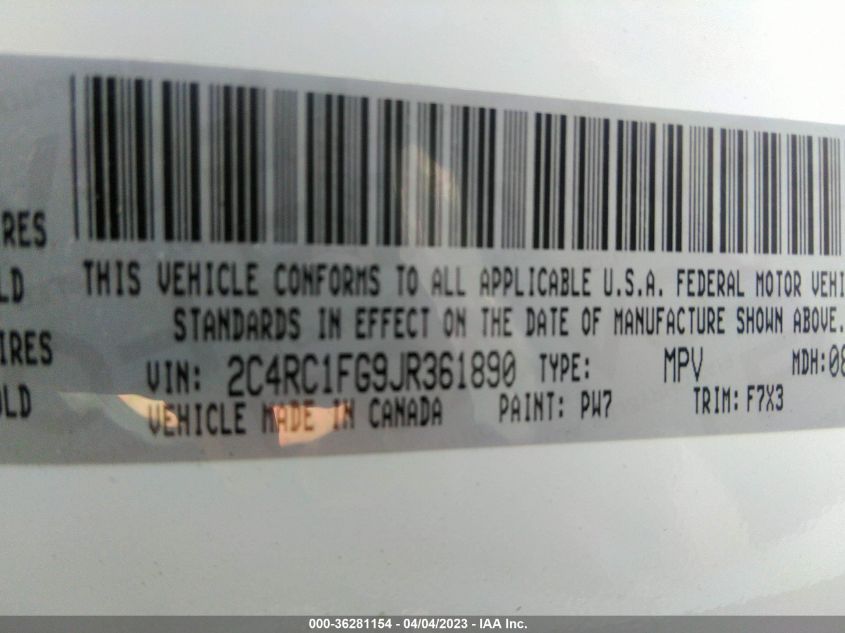 RES
LD
IRES
OLD
THIS VEHICLE CONFORMS TO ALL APPLICABLE U.S.A. FEDERAL MOTOR VEHI
STANDARDS IN EFFECT ON THE DATE OF MANUFACTURE SHOWN ABOVE.
VIN: 2C4RC1FG9JR361890 TYPE: MPV MDH:08
VEHICLE MADE IN CANADA PAINT: PW7 TRIM: F7X3
000-36281154 - 04/04/2023 - IAA Inc.